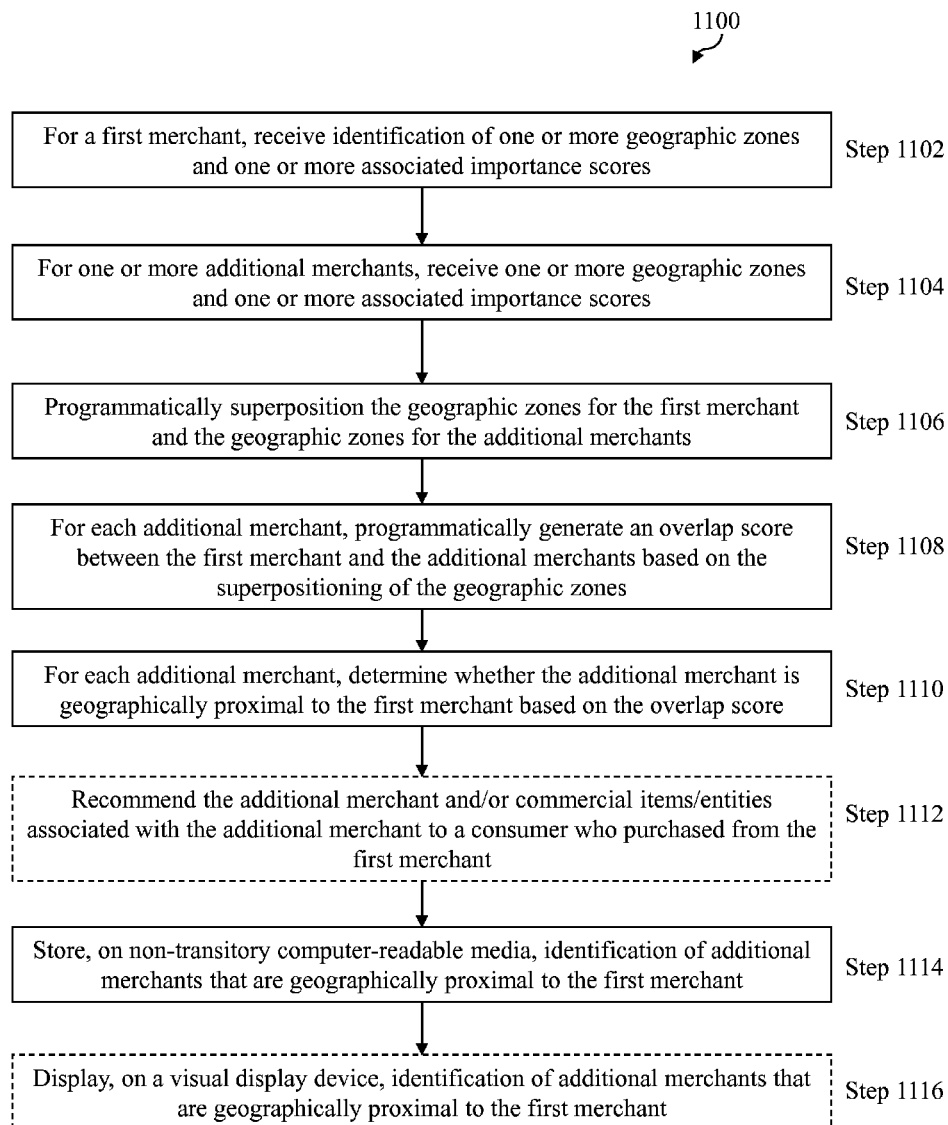 1100
For a first merchant, receive identification of one or more geographic zones
and one or more associated importance scores
Step 1102
For one or more additional merchants, receive one or more geographic zones
and one or more associated importance scores
Step 1104
Programmatically superposition the geographic zones for the first merchant
and the geographic zones for the additional merchants
Step 1106
For each additional merchant, programmatically generate an overlap score
between the first merchant and the additional merchants based on the
superpositioning of the geographic zones
Step 1108
For each additional merchant, determine whether the additional merchant is
geographically proximal to the first merchant based on the overlap score
Step 1110
Recommend the additional merchant and/or commercial items/entities
associated with the additional merchant to a consumer who purchased from the
first merchant
Step 1112
Store, on non-transitory computer-readable media, identification of additional
merchants that are geographically proximal to the first merchant
Step 1114
Display, on a visual display device, identification of additional merchants that
are geographically proximal to the first merchant
Step 1116